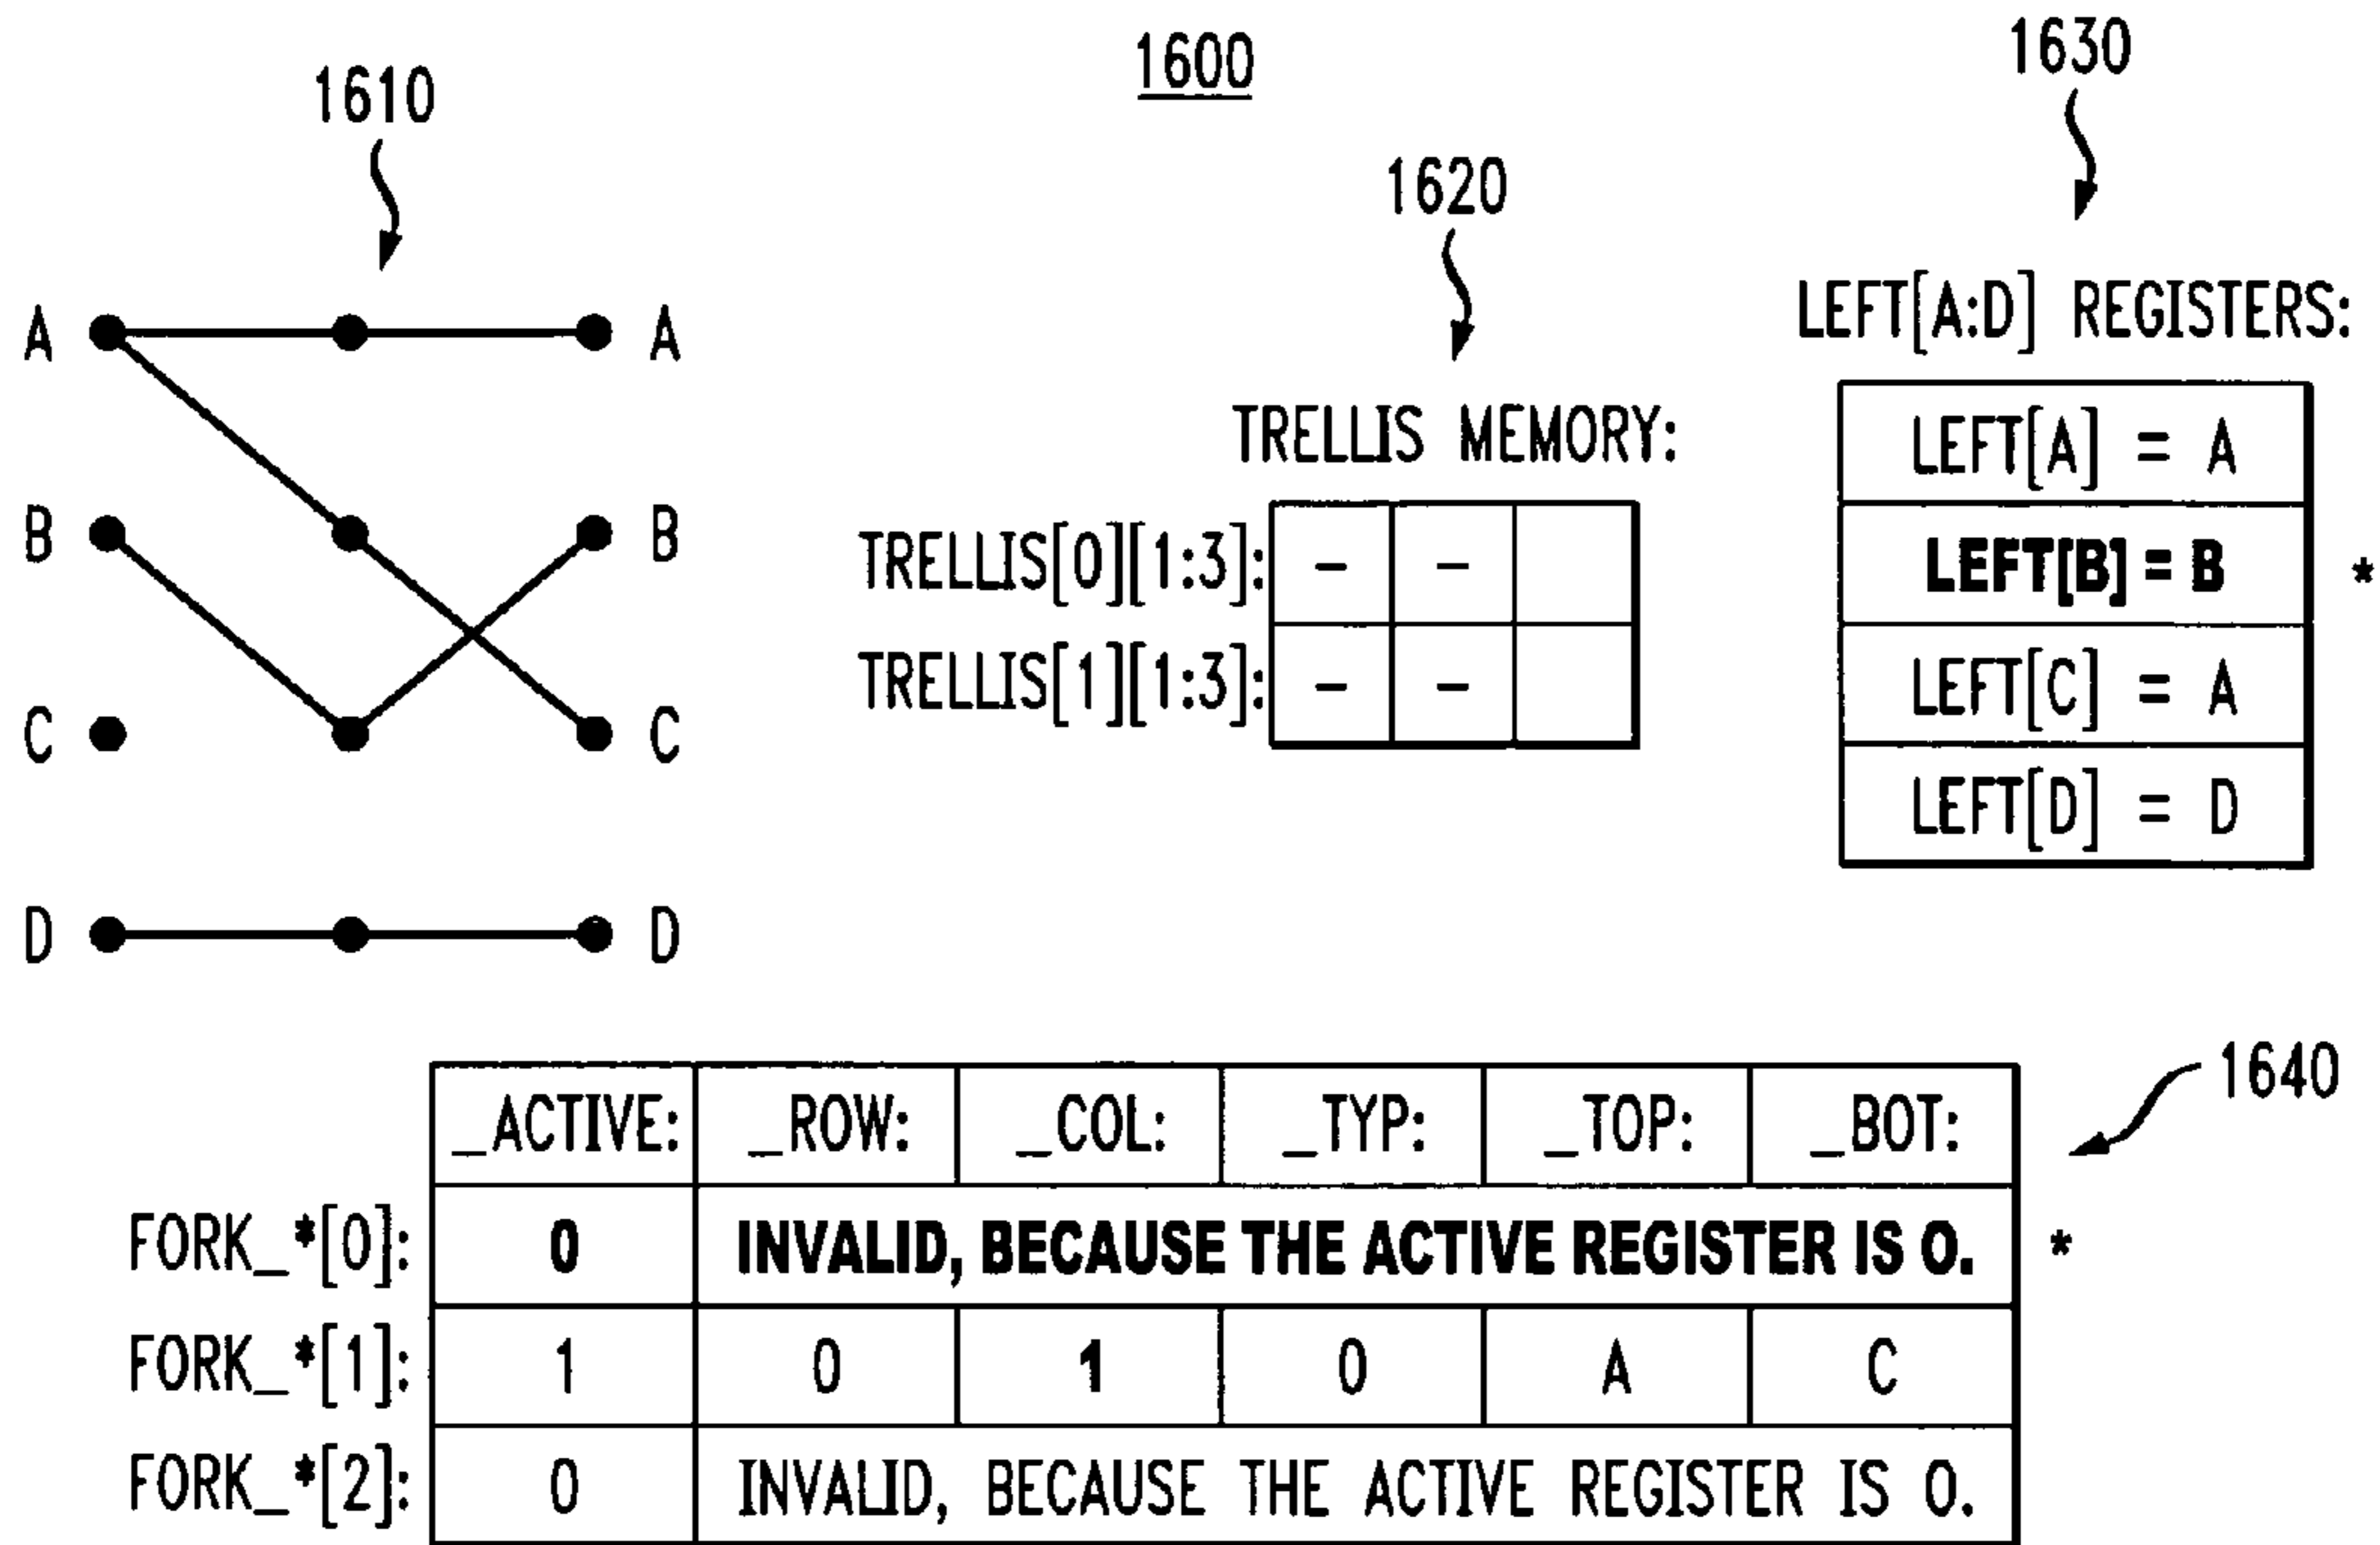 1600
1610
1620
1630
A A
B B
C C
D D
TRELLIS MEMORY:
TRELLIS[0][1:3]: – –
TRELLIS[1][1:3]: – –
LEFT[A:D] REGISTERS:
LEFT[A] = A
LEFT[B] = B *
LEFT[C] = A
LEFT[D] = D
1640
_ACTIVE: _ROW: _COL: _TYP: _TOP: _BOT:
FORK_*[0]: 0 INVALID, BECAUSE THE ACTIVE REGISTER IS 0. *
FORK_*[1]: 1 0 1 0 A C
FORK_*[2]: 0 INVALID, BECAUSE THE ACTIVE REGISTER IS 0.